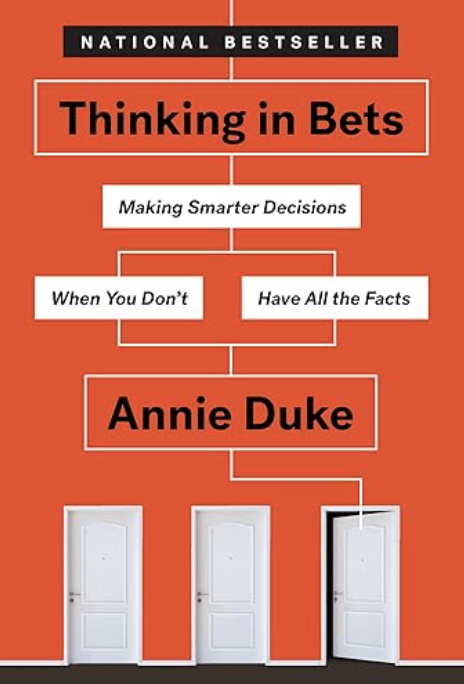 NATIONAL BESTSELLER
Thinking in Bets
Making Smarter Decisions
When You Don't
Have All the Facts
Annie Duke